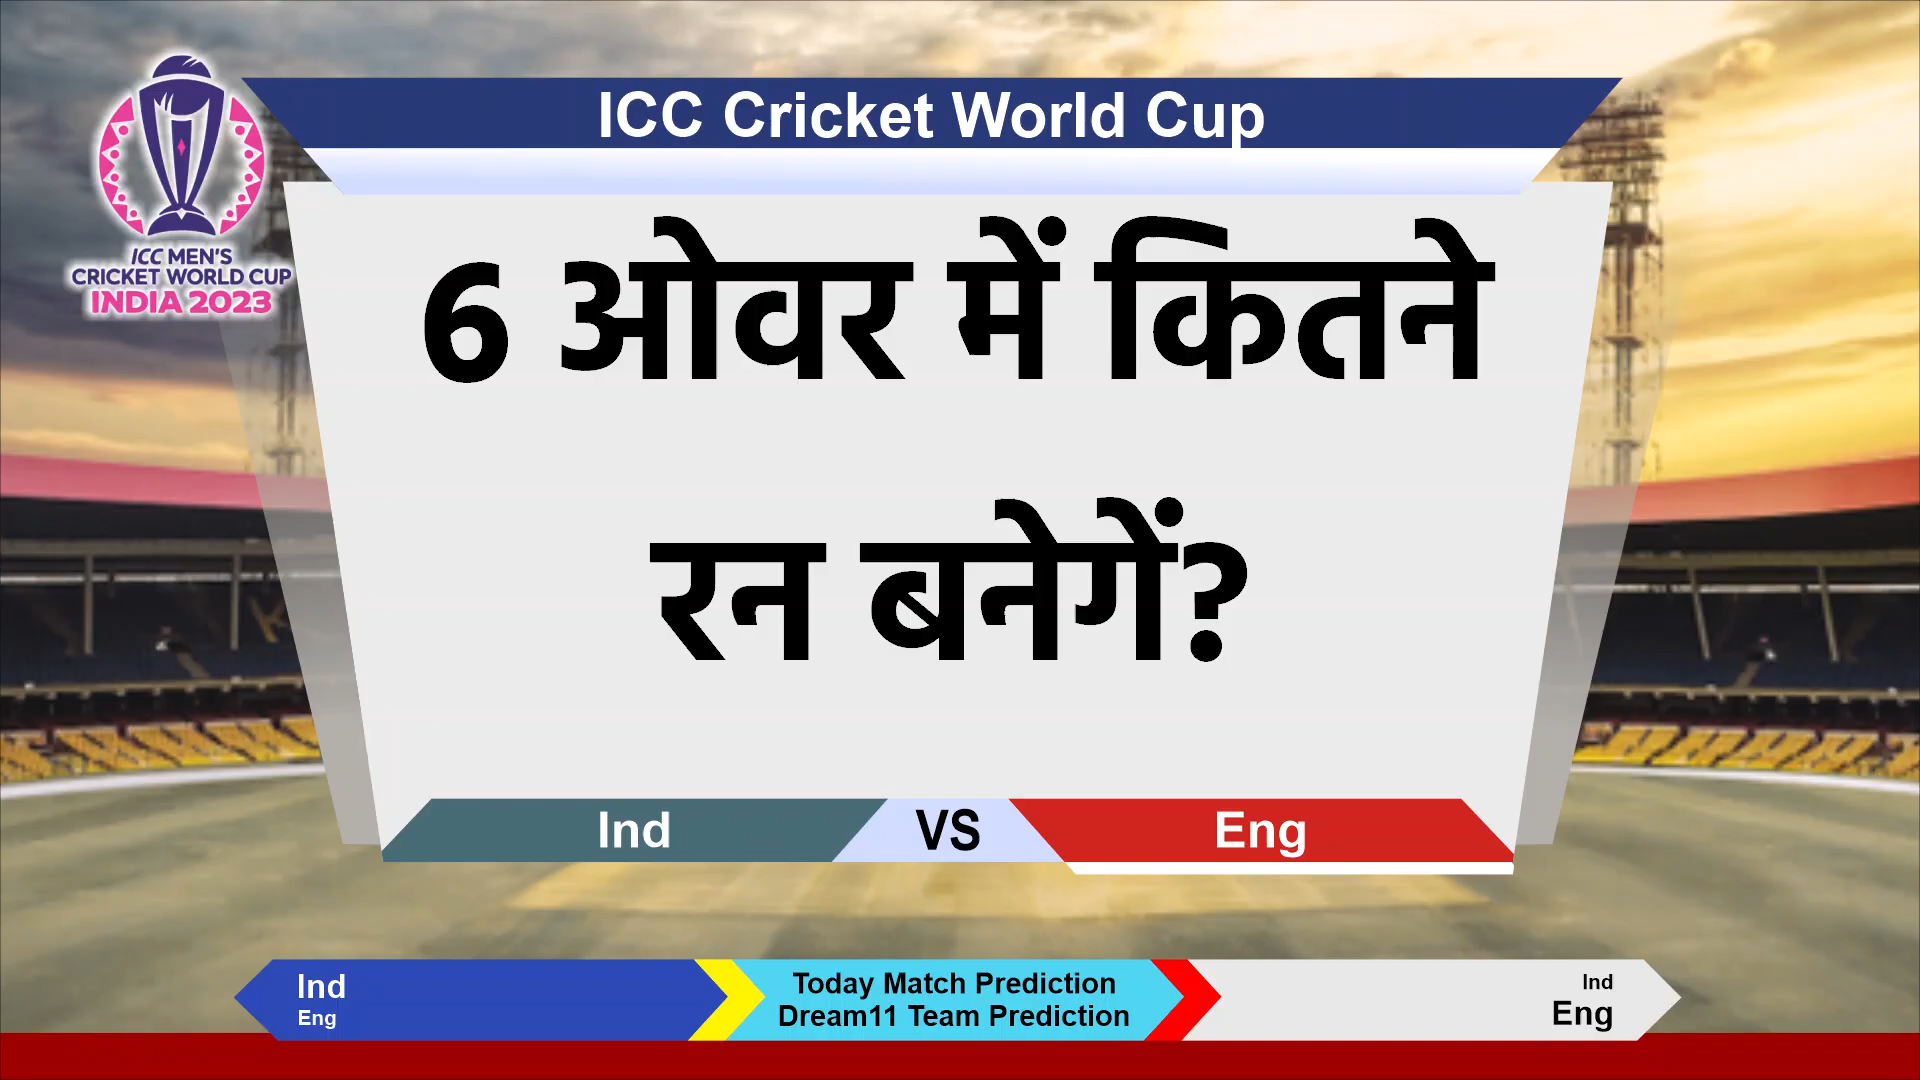 ICC Cricket World Cup
ICC MEN'S
CRICKET WORLD CUP
INDIA 2023
6 ओवर में कितने
रन बनेगें?
Ind VS Eng
Ind
Eng
Today Match Prediction
Dream11 Team Prediction
Ind
Eng